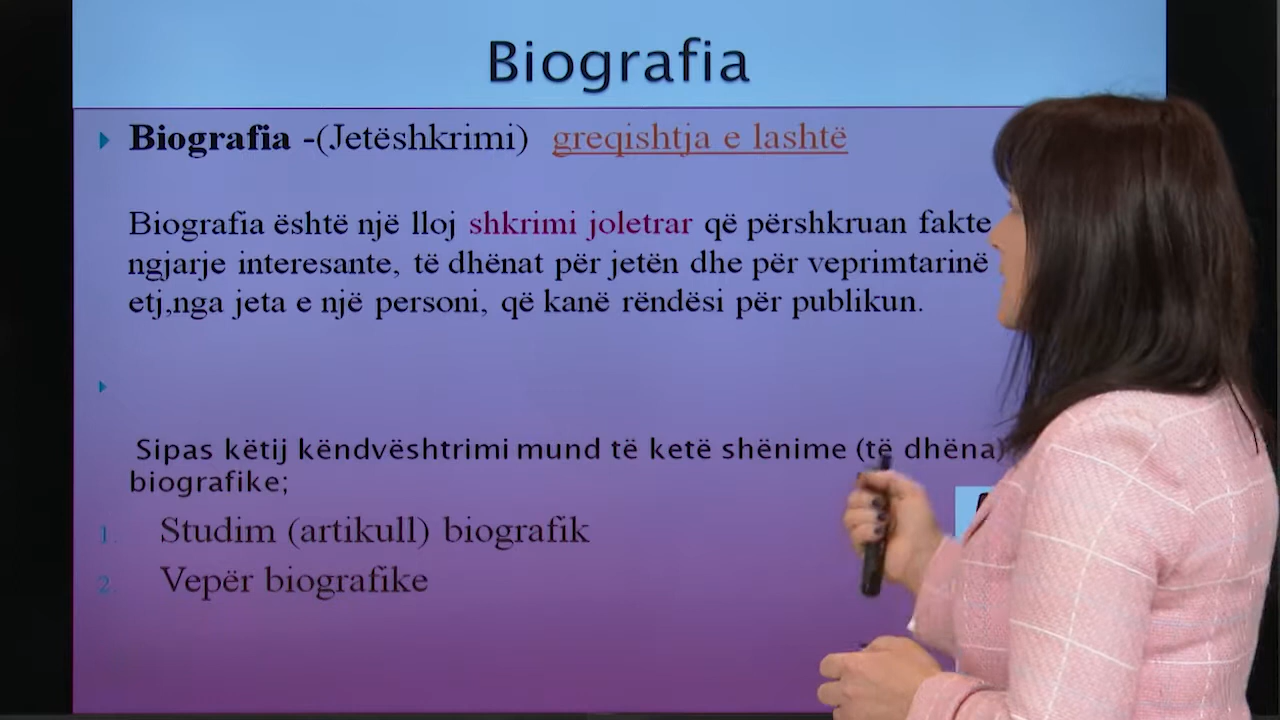 Biografia
Biografia -(Jetëshkrimi) greqishtja e lashtë
Biografia është një lloj shkrimi joletrar që përshkruan fakte
ngjarje interesante, të dhënat për jetën dhe për veprimtarinë
etj,nga jeta e një personi, që kanë rëndësi për publikun.
Sipas këtij këndvështrimi mund të ketë shënime (të dhëna)
biografike;
1. Studim (artikull) biografik
2. Vepër biografike